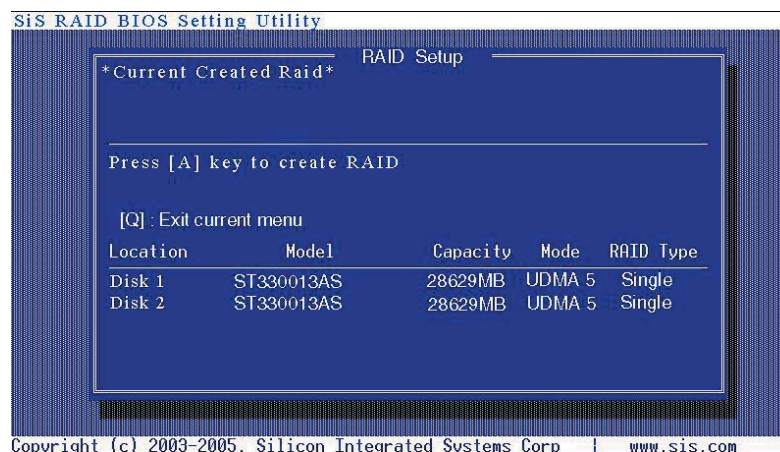 SiS RAID BIOS Setting Utility
RAID Setup
*Current Created Raid*
Press [A] key to create RAID
[Q] : Exit current menu
Location Model Capacity Mode RAID Type
Disk 1 ST330013AS 28629MB UDMA 5 Single
Disk 2 ST330013AS 28629MB UDMA 5 Single
Copyright (c) 2003-2005. Silicon Integrated Systems Corp | www.sis.com